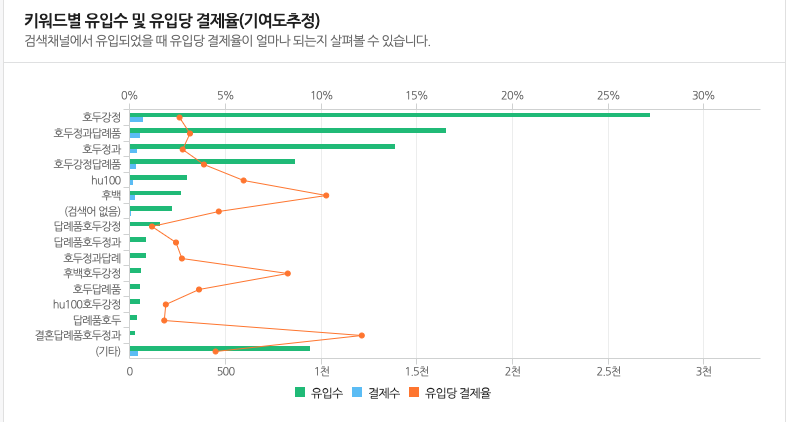 키워드별 유입수 및 유입당 결제율(기여도추정)
검색채널에서 유입되었을 때 유입당 결제율이 얼마나 되는지 살펴볼 수 있습니다.
0% 5% 10% 15% 20% 25% 30%
호두강정
호두정과답례품
호두정과
호두강정답례품
hu100
후백
(검색어 없음)
답례품호두강정
답례품호두정과
호두정과답례
후백호두강정
호두답례품
hu100호두강정
답례품호두
결혼답례품호두정과
(기타)
0 500 1천 1.5천 2천 2.5천 3천
유입수 결제수 유입당 결제율